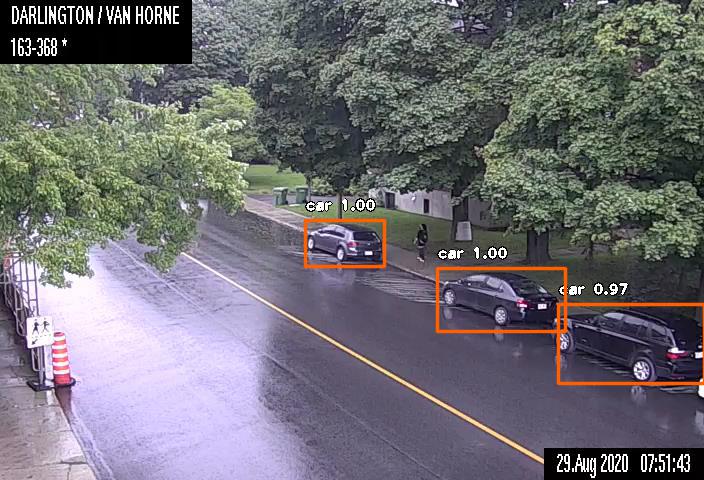 DARLINGTON / VAN HORNE
163-368 *
car 1.00
car 1.00
car 0.97
29.Aug 2020 07:51:43